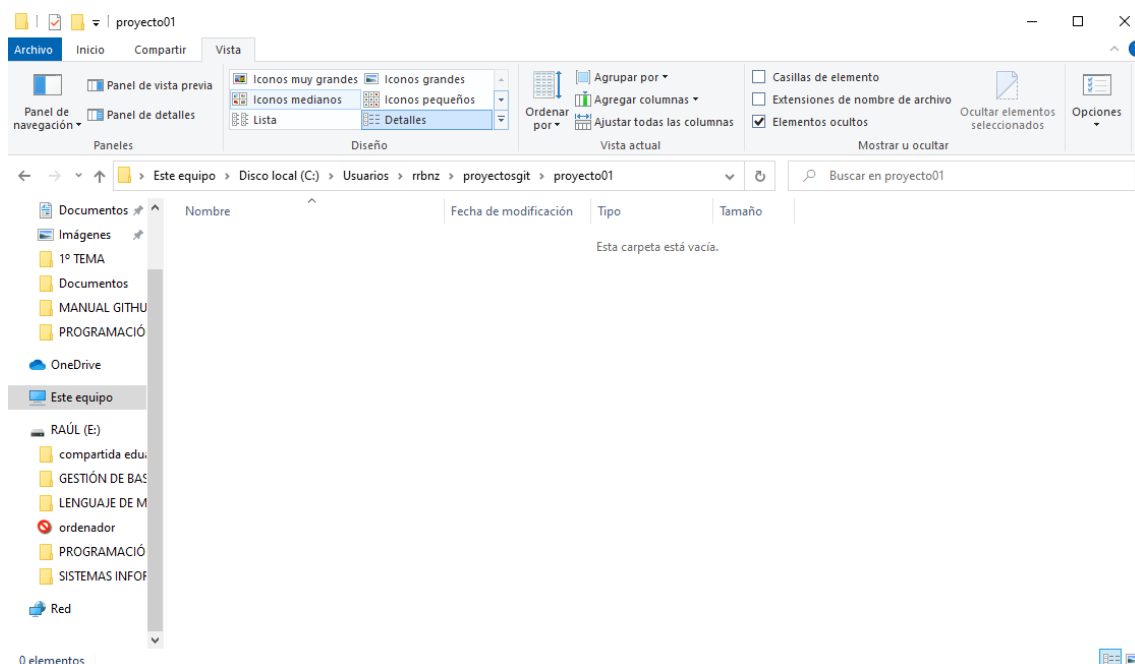 proyecto01
Archivo Inicio Compartir Vista
Panel de navegación
Panel de vista previa
Panel de detalles
Paneles
Iconos muy grandes Iconos grandes
Iconos medianos Iconos pequeños
Lista Detalles
Diseño
Ordenar por
Agrupar por
Agregar columnas
Ajustar todas las columnas
Vista actual
Casillas de elemento
Extensiones de nombre de archivo
Elementos ocultos
Ocultar elementos seleccionados
Mostrar u ocultar
Opciones
Este equipo > Disco local (C:) > Usuarios > rrbnz > proyectosgit > proyecto01
Buscar en proyecto01
Documentos
Imágenes
1º TEMA
Documentos
MANUAL GITHU
PROGRAMACIÓ
OneDrive
Este equipo
RAÚL (E:)
compartida edu
GESTIÓN DE BAS
LENGUAJE DE M
ordenador
PROGRAMACIÓ
SISTEMAS INFOR
Red
Nombre Fecha de modificación Tipo Tamaño
Esta carpeta está vacía.
0 elementos